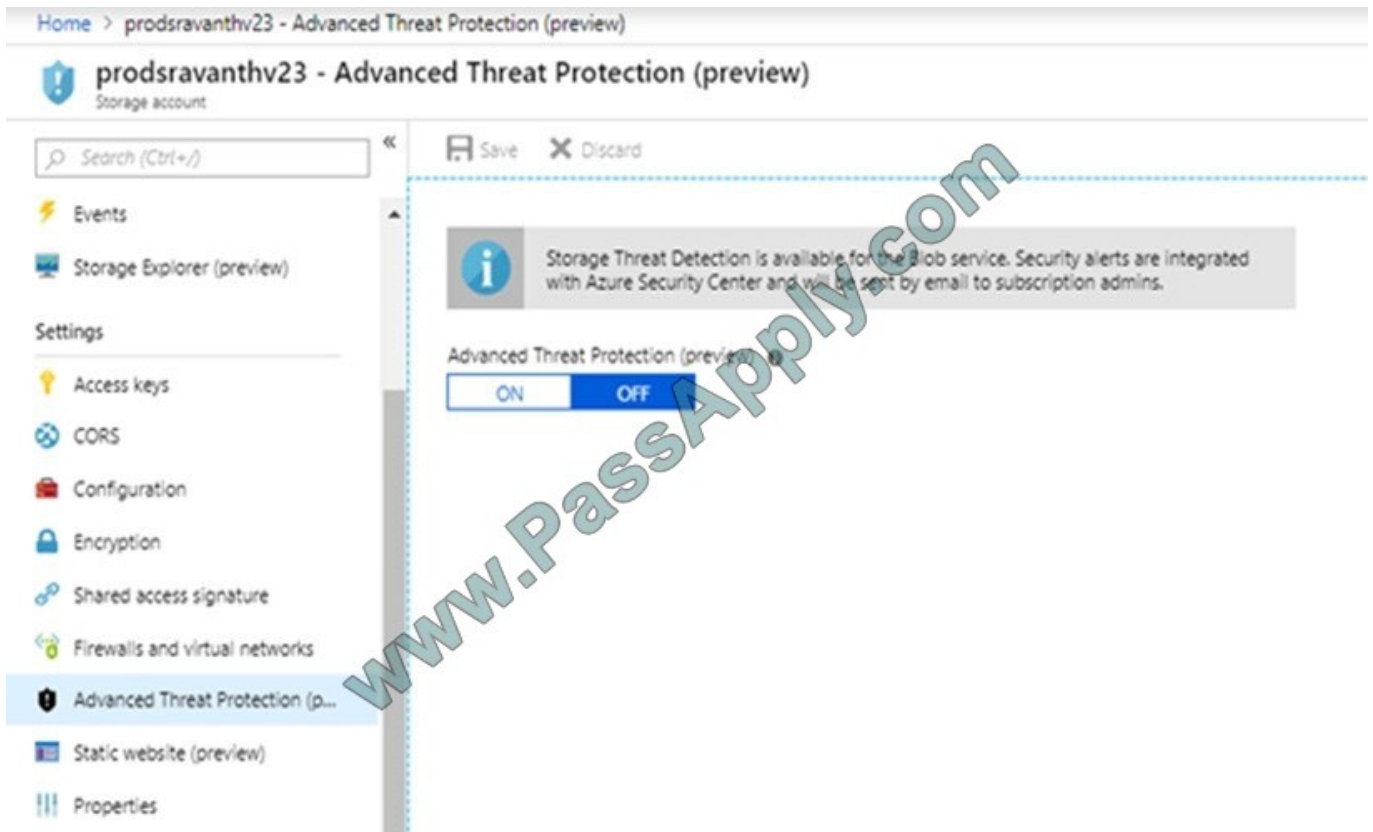 Home > prodsravanthv23 - Advanced Threat Protection (preview)
prodsravanthv23 - Advanced Threat Protection (preview)
Storage account
Search (Ctrl+/)
«
Save
Discard
Events
Storage Explorer (preview)
Settings
Access keys
CORS
Configuration
Encryption
Shared access signature
Firewalls and virtual networks
Advanced Threat Protection (p...
Static website (preview)
Properties
Storage Threat Detection is available for the Blob service. Security alerts are integrated
with Azure Security Center and will be sent by email to subscription admins.
Advanced Threat Protection (preview)
ON OFF
www.PassApply.com